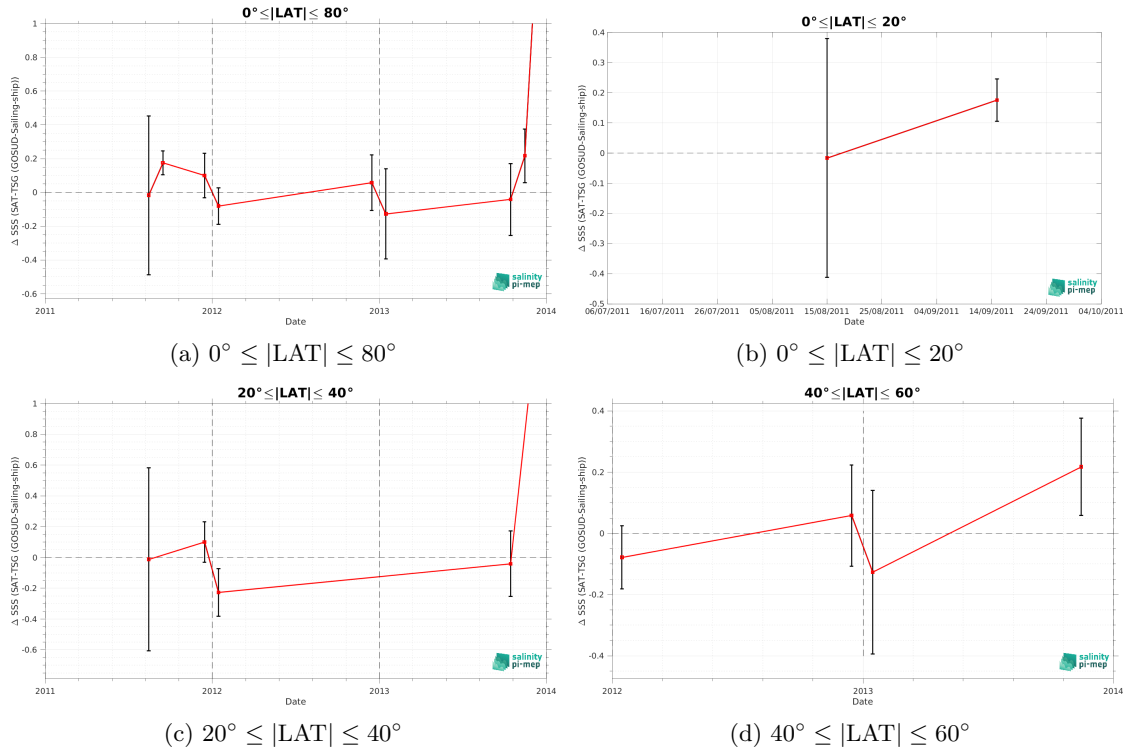 0°≤|LAT|≤ 80°
1
0.8
0.6
0.4
0.2
0
-0.2
-0.4
-0.6
Δ SSS (SAT-TSG (GOSUD-Sailing-ship))
2011
2012
2013
2014
Date
salinity
pi-mep
(a) 0° ≤ |LAT| ≤ 80°
0°≤|LAT|≤ 20°
0.4
0.3
0.2
0.1
0
-0.1
-0.2
-0.3
-0.4
-0.5
Δ SSS (SAT-TSG (GOSUD-Sailing-ship))
06/07/2011
16/07/2011
26/07/2011
05/08/2011
15/08/2011
25/08/2011
04/09/2011
14/09/2011
24/09/2011
04/10/2011
Date
salinity
pi-mep
(b) 0° ≤ |LAT| ≤ 20°
20°≤|LAT|≤ 40°
1
0.8
0.6
0.4
0.2
0
-0.2
-0.4
-0.6
Δ SSS (SAT-TSG (GOSUD-Sailing-ship))
2011
2012
2013
2014
Date
salinity
pi-mep
(c) 20° ≤ |LAT| ≤ 40°
40°≤|LAT|≤ 60°
0.4
0.2
0
-0.2
-0.4
Δ SSS (SAT-TSG (GOSUD-Sailing-ship))
2012
2013
2014
Date
salinity
pi-mep
(d) 40° ≤ |LAT| ≤ 60°